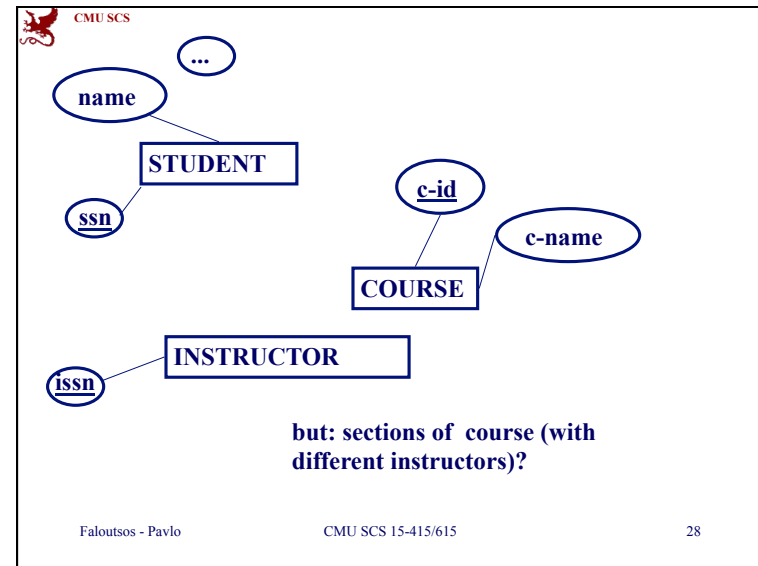 CMU SCS
...
name
STUDENT
c-id
ssn
c-name
COURSE
INSTRUCTOR
issn
but: sections of course (with
different instructors)?
Faloutsos - Pavlo
CMU SCS 15-415/615
28